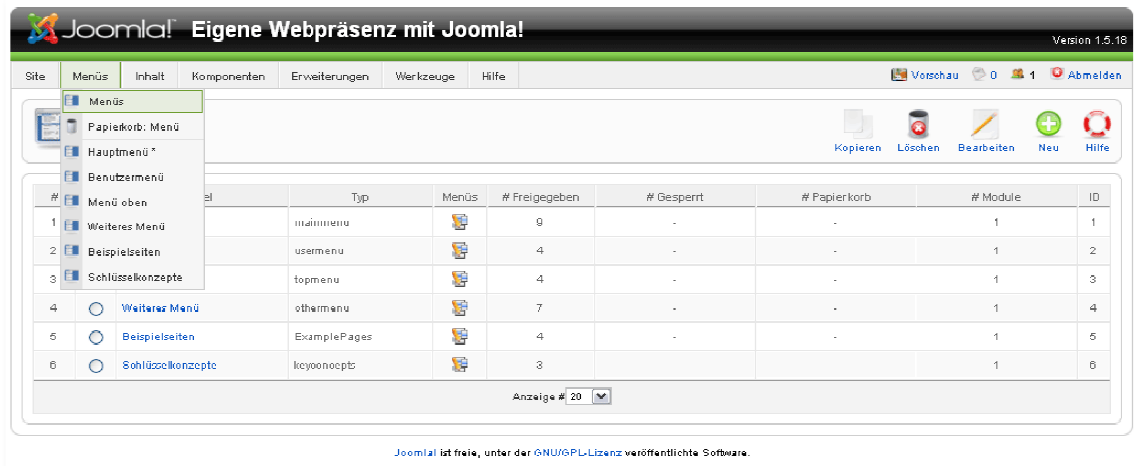 Joomla! Eigene Webpräsenz mit Joomla!
Version 1.5.18
Site Menüs Inhalt Komponenten Erweiterungen Werkzeuge Hilfe Vorschau 0 1 Abmelden
Menüs
Papierkorb: Menü
Hauptmenü *
Benutzermenü
Menü oben
Weiteres Menü
Beispielseiten
Schlüsselkonzepte
Kopieren Löschen Bearbeiten Neu Hilfe
# el Typ Menüs # Freigegeben # Gesperrt # Papierkorb # Module ID
1 mainmenu 9 - - 1 1
2 usermenu 4 - - 1 2
3 topmenu 4 - - 1 3
4 Weiteres Menü othermenu 7 - - 1 4
5 Beispielseiten ExamplePages 4 - - 1 5
6 Schlüsselkonzepte keyconcepts 3 1 6
Anzeige # 20
Joomla! ist freie, unter der GNU/GPL-Lizenz veröffentlichte Software.